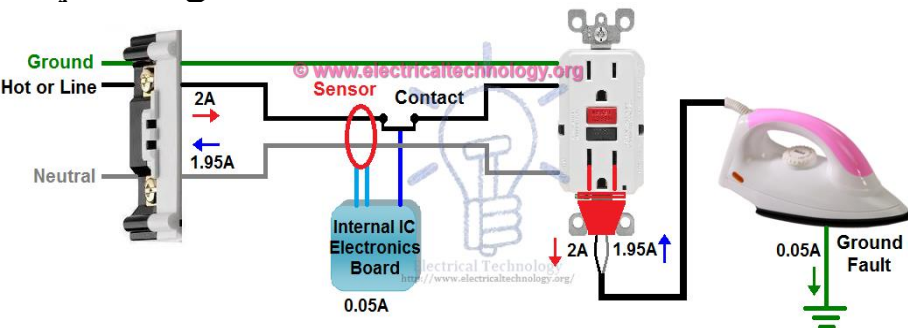 Ground
© www.electricaltechnology.org
Hot or Line
Sensor
2A
Contact
1.95A
Neutral
Internal IC
Electronics
Board
0.05A
Electrical Technology
http://www.electricaltechnology.org/
2A
1.95A
0.05A
Ground
Fault